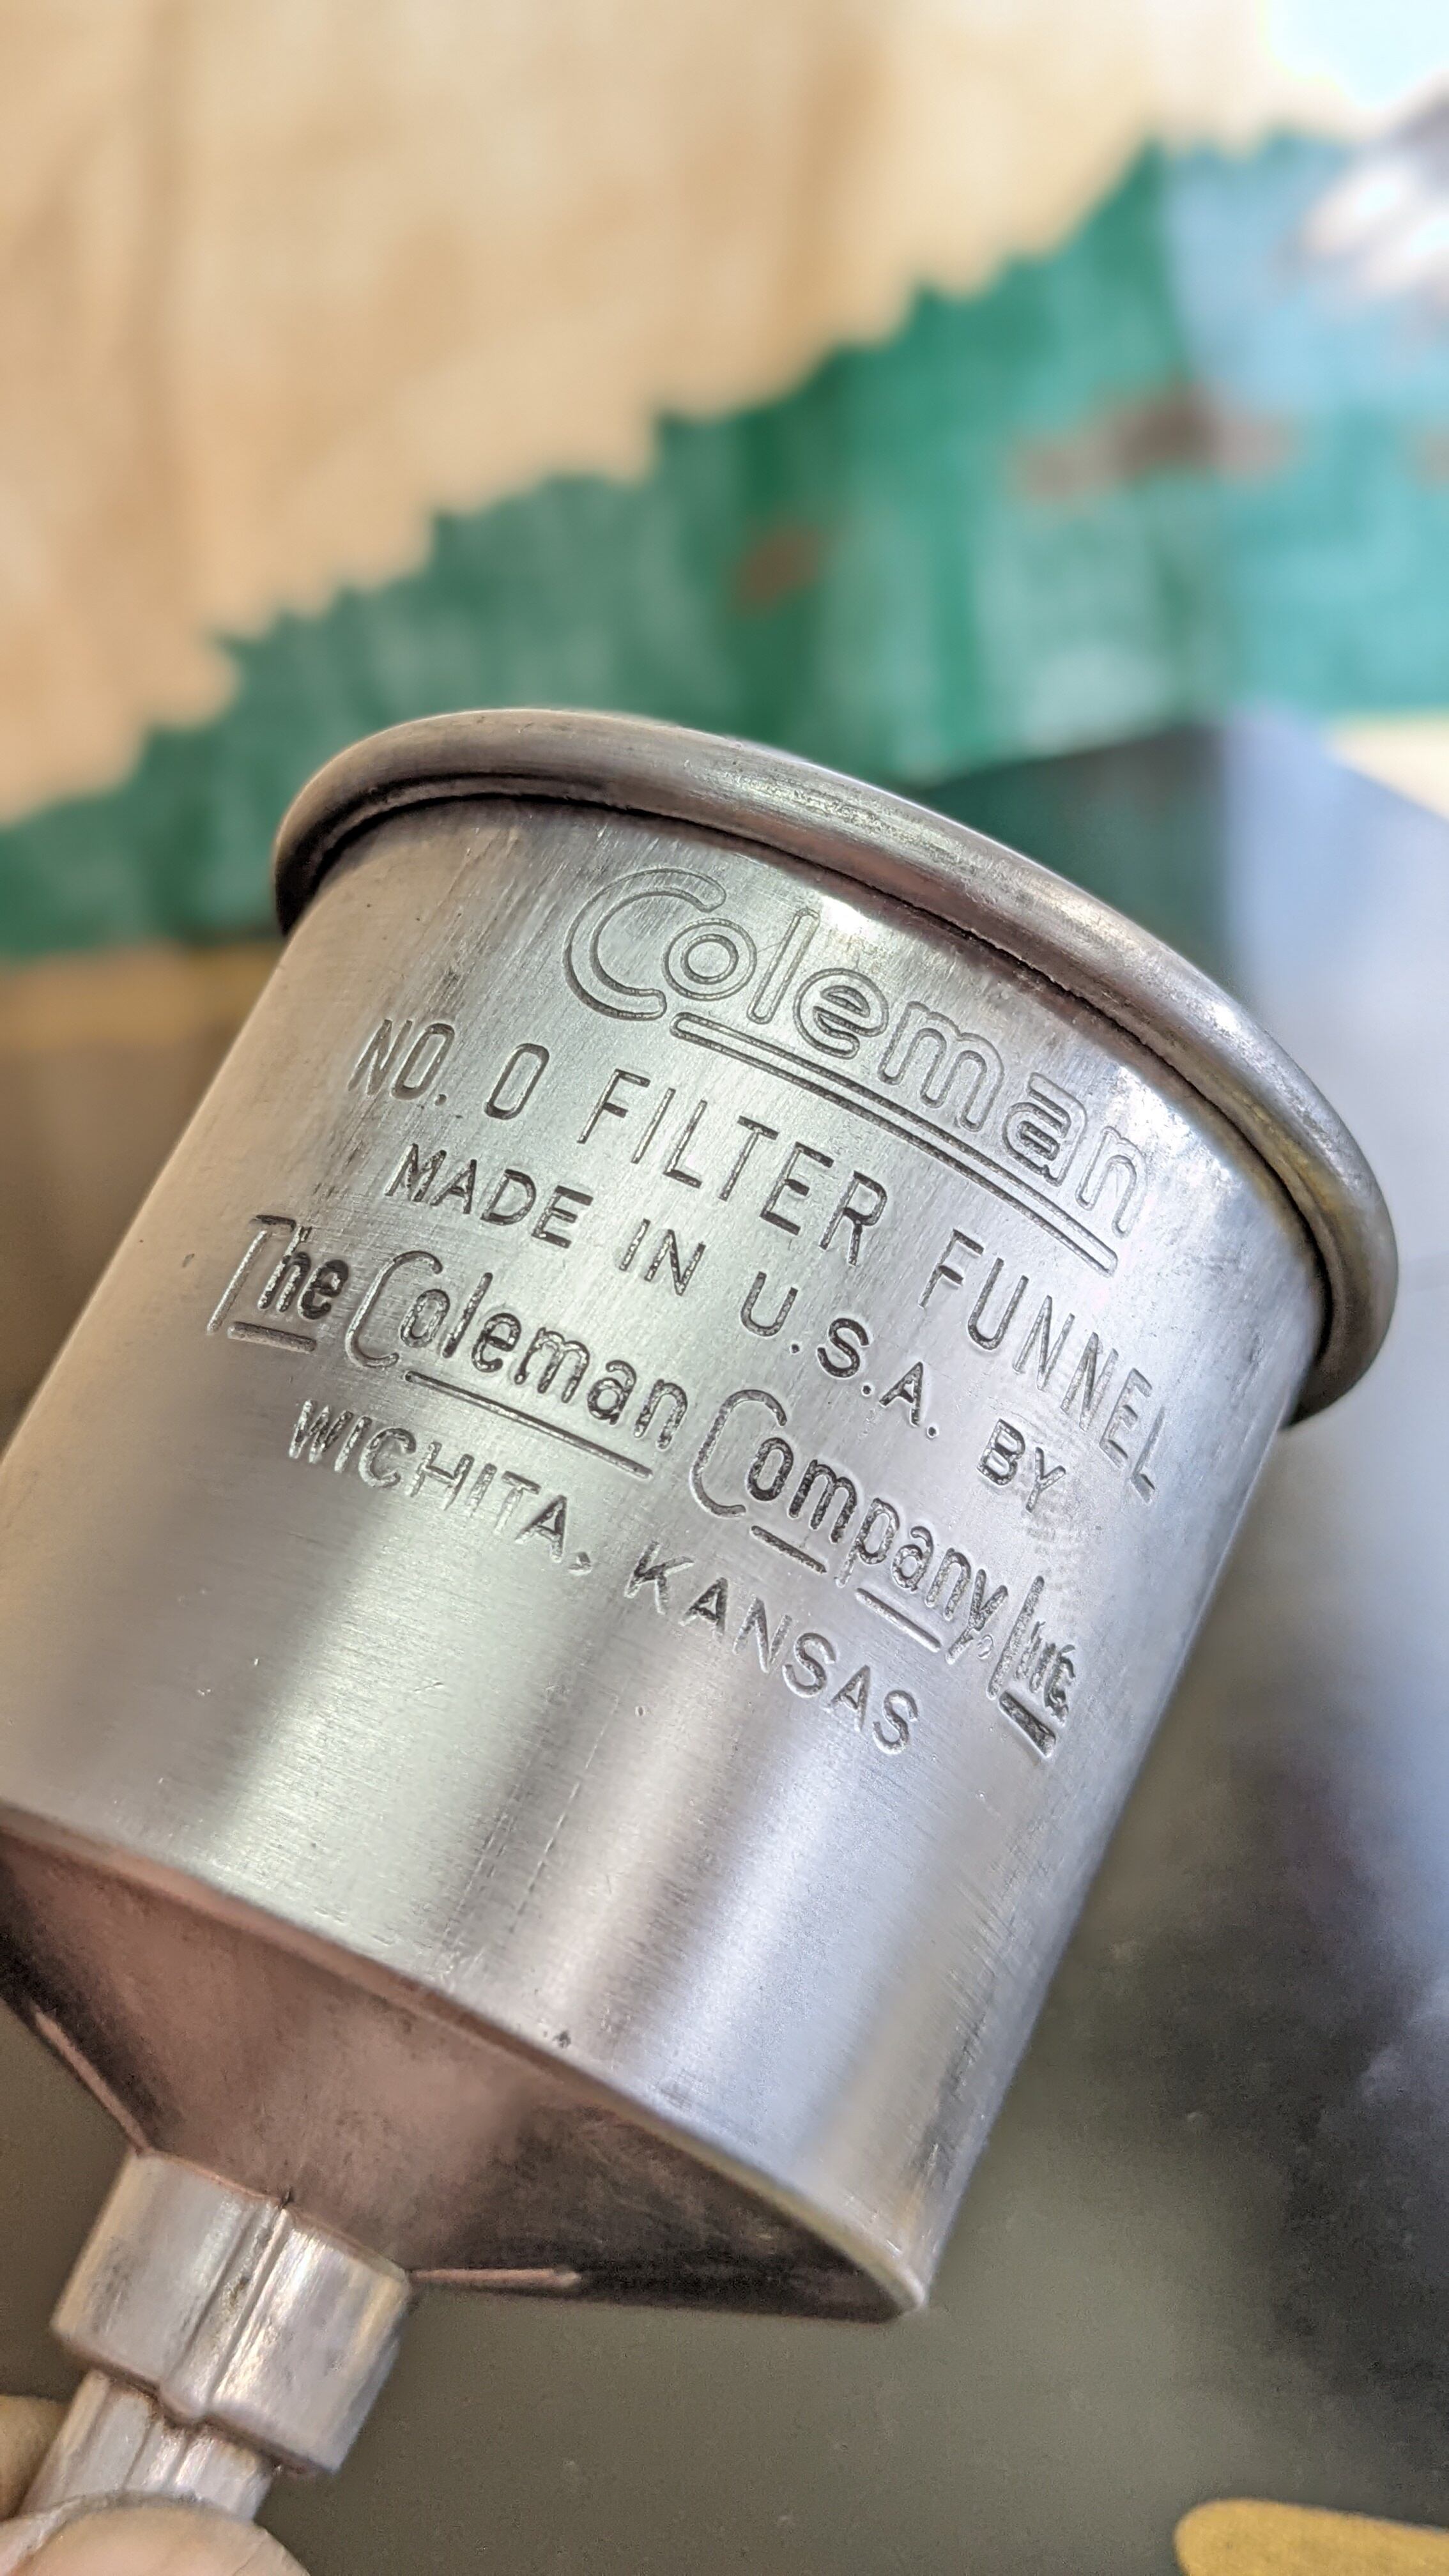 Coleman
NO. 0 FILTER FUNNEL
MADE IN U.S.A. BY
The Coleman Company, Inc.
WICHITA, KANSAS